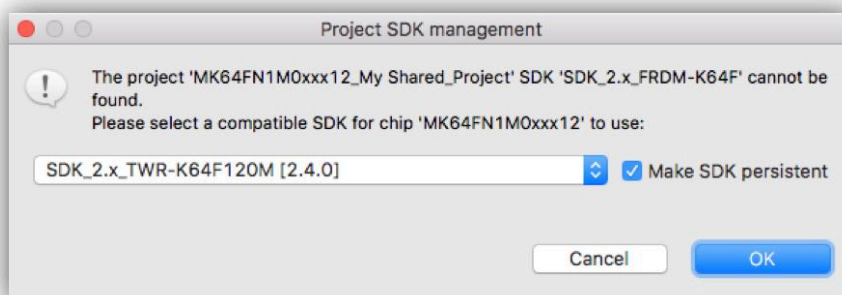 Project SDK management
The project 'MK64FN1M0xxx12_My Shared_Project' SDK 'SDK_2.x_FRDM-K64F' cannot be
found.
Please select a compatible SDK for chip 'MK64FN1M0xxx12' to use:
SDK_2.x_TWR-K64F120M [2.4.0]
Make SDK persistent
Cancel
OK